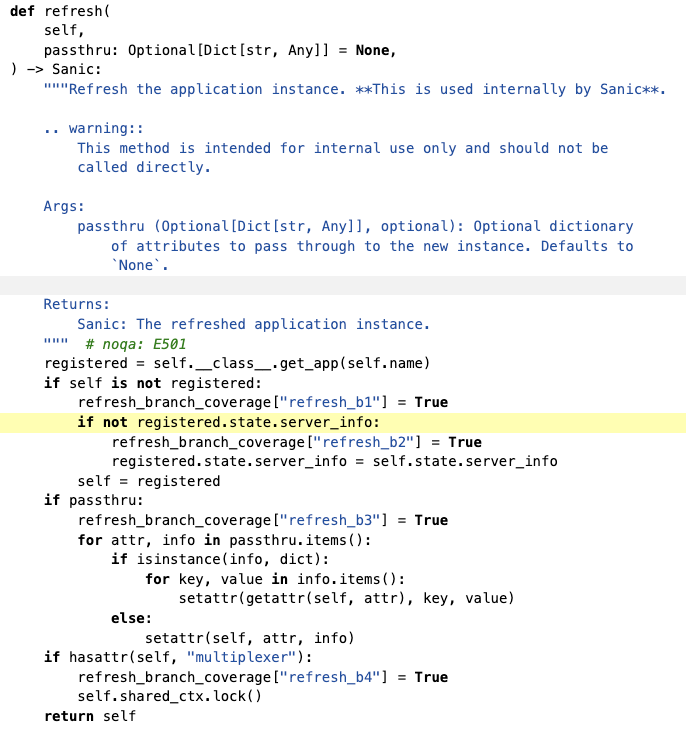 def refresh(
    self,
    passthru: Optional[Dict[str, Any]] = None,
) -> Sanic:
    """Refresh the application instance. **This is used internally by Sanic**.

    .. warning::
        This method is intended for internal use only and should not be
        called directly.

    Args:
        passthru (Optional[Dict[str, Any]], optional): Optional dictionary
            of attributes to pass through to the new instance. Defaults to
            `None`.

    Returns:
        Sanic: The refreshed application instance.
    """  # noqa: E501
    registered = self.__class__.get_app(self.name)
    if self is not registered:
        refresh_branch_coverage["refresh_b1"] = True
        if not registered.state.server_info:
            refresh_branch_coverage["refresh_b2"] = True
            registered.state.server_info = self.state.server_info
        self = registered
    if passthru:
        refresh_branch_coverage["refresh_b3"] = True
        for attr, info in passthru.items():
            if isinstance(info, dict):
                for key, value in info.items():
                    setattr(getattr(self, attr), key, value)
            else:
                setattr(self, attr, info)
    if hasattr(self, "multiplexer"):
        refresh_branch_coverage["refresh_b4"] = True
        self.shared_ctx.lock()
    return self